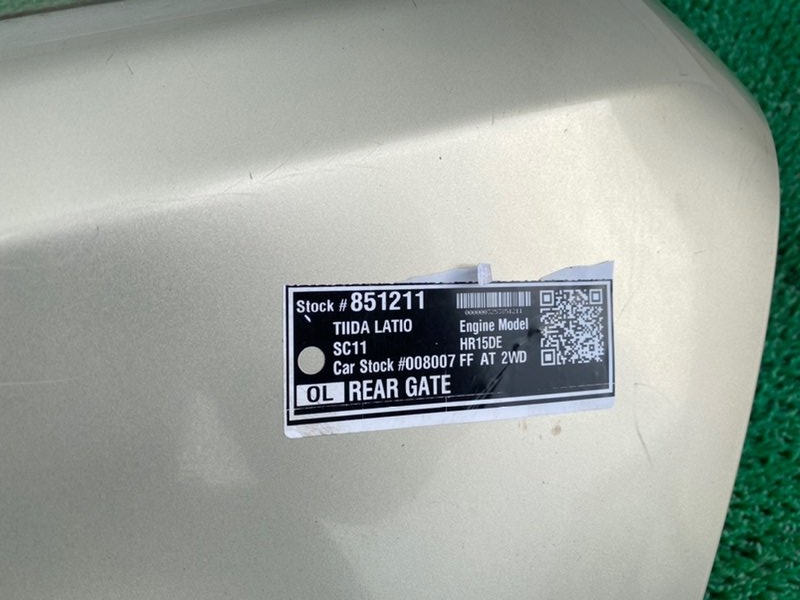 Stock # 851211
TIIDA LATIO
SC11
Car Stock #008007
Engine Model
HR15DE
FF AT 2WD
OL REAR GATE